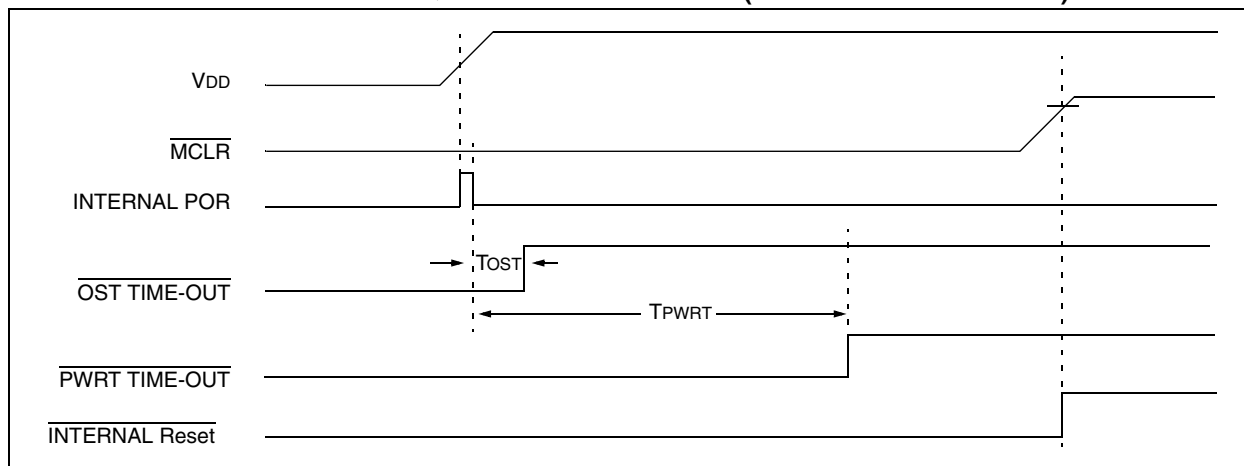 VDD
MCLR
INTERNAL POR
TOST
OST TIME-OUT
TPWRT
PWRT TIME-OUT
INTERNAL Reset